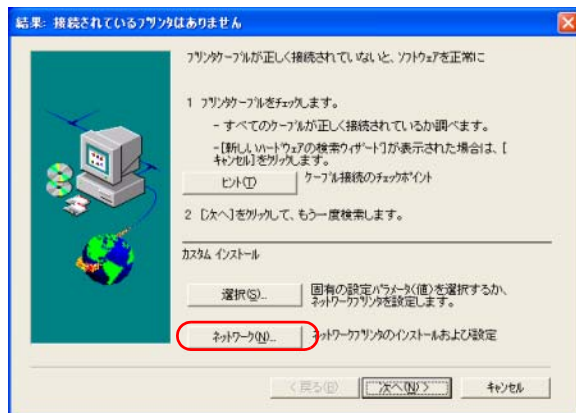 結果: 接続されているプリンタはありません
プリンタケーブルが正しく接続されていないと、ソフトウェアを正常に
1 プリンタケーブルをチェックします。
- すべてのケーブルが正しく接続されているか調べます。
-「新しいハードウェアの検索ウィザード」が表示された場合は、[
キャンセル]をクリックします。
ヒント(T)
ケーブル接続のチェックポイント
2 [次へ]をクリックして、もう一度検索します。
カスタム インストール
選択(S)...
固有の設定パラメータ(値)を選択するか、
ネットワークプリンタを設定します。
ネットワーク(N)...
ネットワークプリンタのインストールおよび設定
< 戻る(B)
次へ(N) >
キャンセル